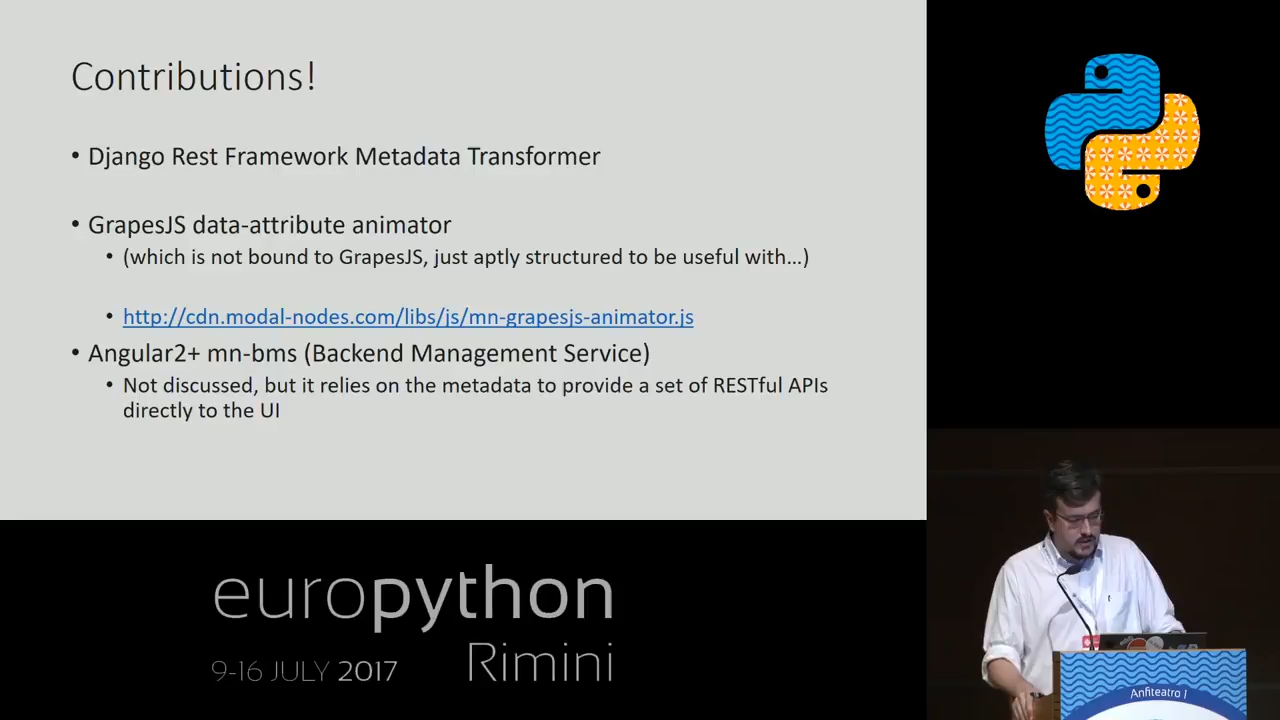 Contributions!
• Django Rest Framework Metadata Transformer
• GrapesJS data-attribute animator
• (which is not bound to GrapesJS, just aptly structured to be useful with...)
• http://cdn.modal-nodes.com/libs/js/mn-grapesjs-animator.js
• Angular2+ mn-bms (Backend Management Service)
• Not discussed, but it relies on the metadata to provide a set of RESTful APIs
directly to the UI
europython
9-16 JULY 2017 Rimini
Anfiteatro I